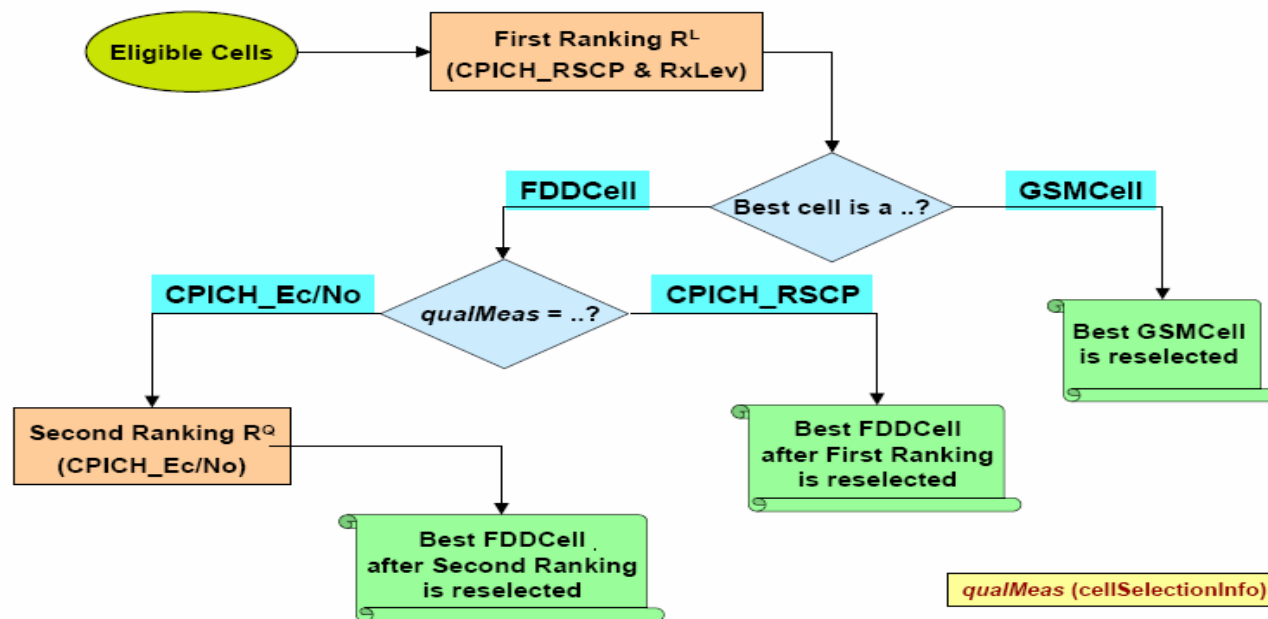 Eligible Cells
First Ranking Rᴸ
(CPICH_RSCP & RxLev)
FDDCell
Best cell is a ..?
GSMCell
CPICH_Ec/No
qualMeas = ..?
CPICH_RSCP
Best GSMCell
is reselected
Second Ranking R^Q
(CPICH_Ec/No)
Best FDDCell
after First Ranking
is reselected
Best FDDCell
after Second Ranking
is reselected
qualMeas (cellSelectionInfo)